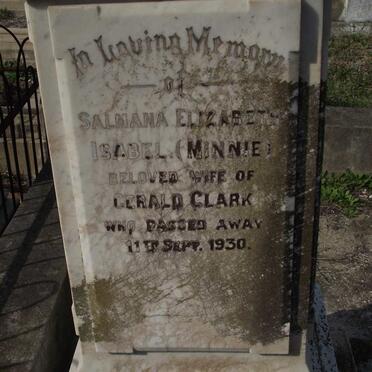 In Loving Memory
of
SALMANA ELIZABETH
ISABEL. (MINNIE)
BELOVED WIFE OF
GERALD CLARK
WHO PASSED AWAY
11TH SEPT. 1930.